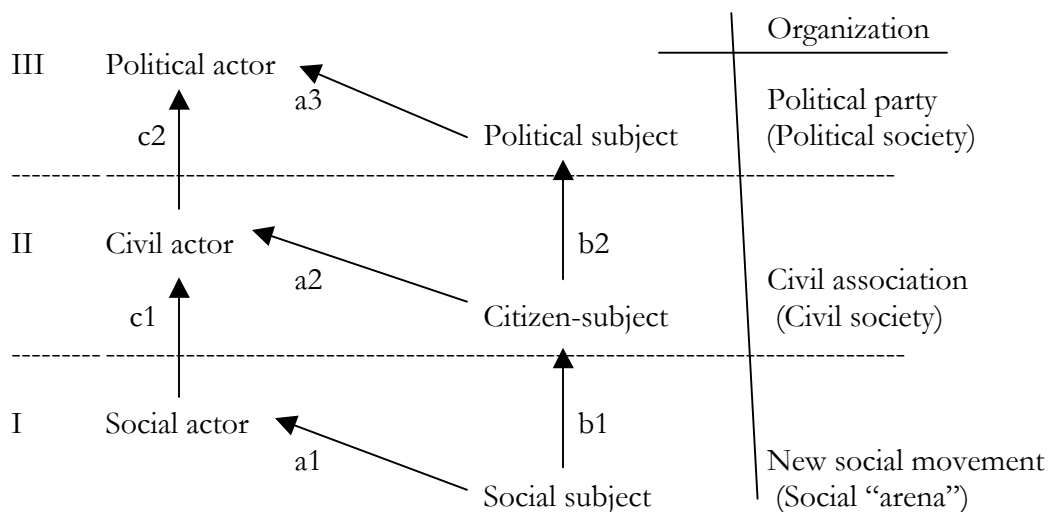 Organization
III Political actor
a3
Political party
c2
Political subject
(Political society)
II Civil actor
b2
a2
Civil association
c1
Citizen-subject
(Civil society)
I Social actor
b1
a1
New social movement
Social subject
(Social “arena”)